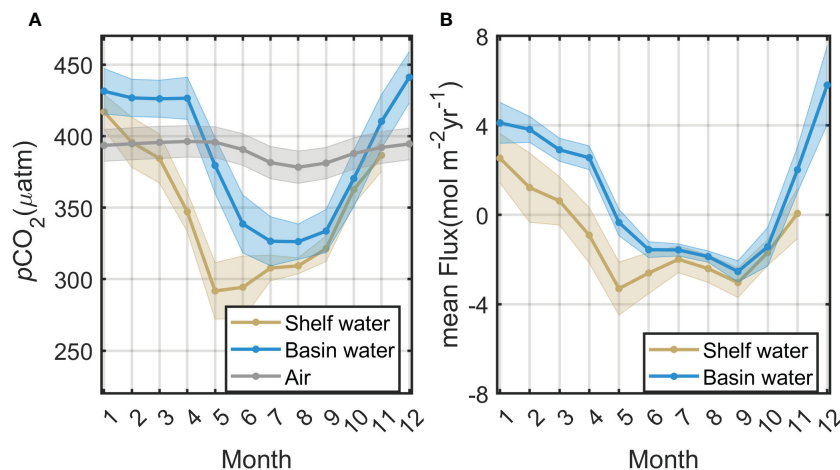 A
pCO2(μatm)
450
400
350
300
250
Shelf water
Basin water
Air
1 2 3 4 5 6 7 8 9 10 11 12
Month
B
mean Flux(mol m-2yr-1)
8
4
0
-4
-8
Shelf water
Basin water
1 2 3 4 5 6 7 8 9 10 11 12
Month